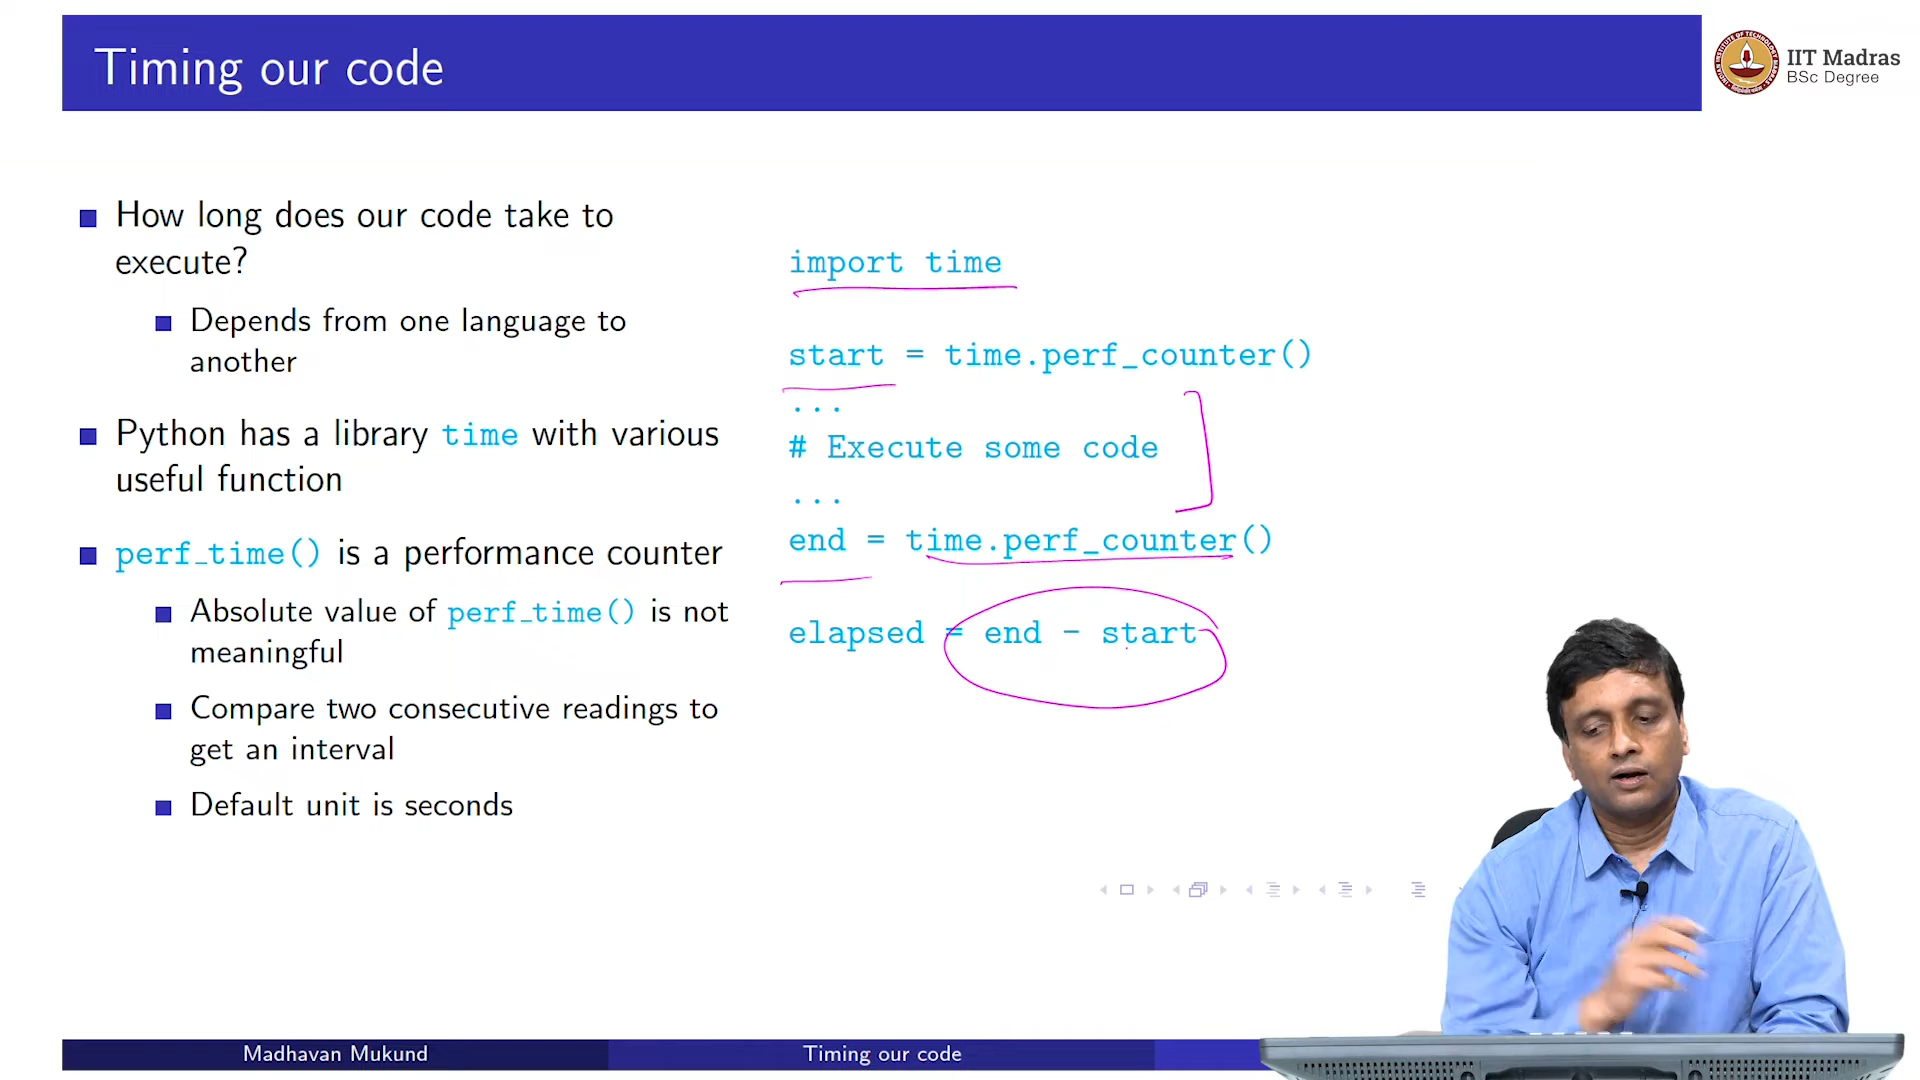 Timing our code
IIT Madras
BSc Degree
How long does our code take to
execute?
Depends from one language to
another
Python has a library time with various
useful function
perf_time() is a performance counter
Absolute value of perf_time() is not
meaningful
Compare two consecutive readings to
get an interval
Default unit is seconds
import time
start = time.perf_counter()
...
# Execute some code
...
end = time.perf_counter()
elapsed = end - start
Madhavan Mukund
Timing our code